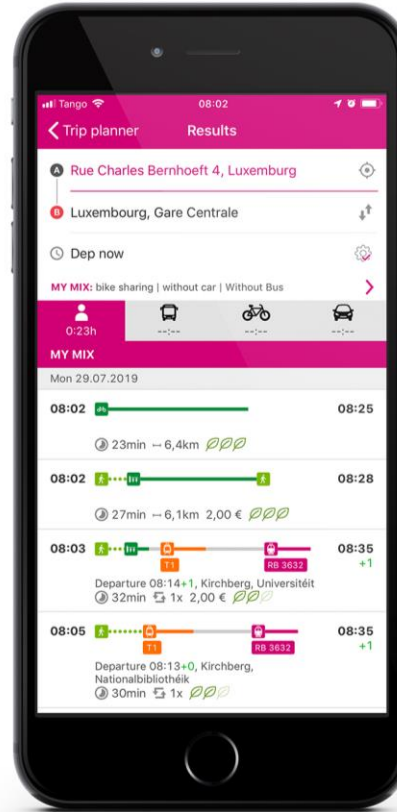 Tango 08:02
Trip planner Results
A Rue Charles Bernhoeft 4, Luxemburg
B Luxembourg, Gare Centrale
Dep now
MY MIX: bike sharing | without car | Without Bus
0:23h --:-- --:-- --:--
MY MIX
Mon 29.07.2019
08:02 08:25
23min 6,4km
08:02 08:28
27min 6,1km 2,00 €
08:03 08:35
T1 RB 3632 +1
Departure 08:14+1, Kirchberg, Universitéit
32min 1x 2,00 €
08:05 08:35
T1 RB 3632 +1
Departure 08:13+0, Kirchberg,
Nationalbibliothéik
30min 1x